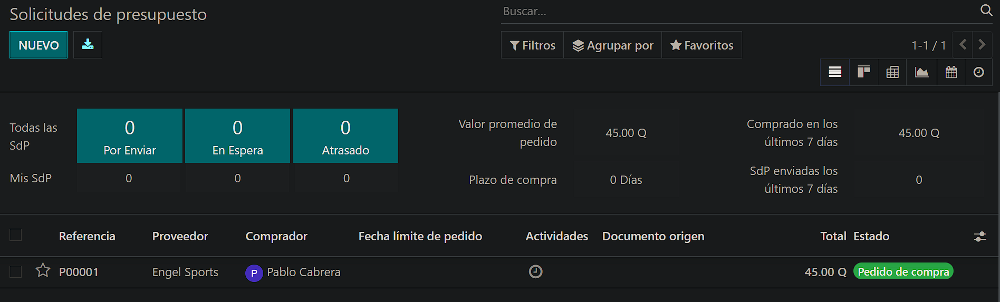 Solicitudes de presupuesto
Buscar...
NUEVO
Filtros
Agrupar por
Favoritos
1-1 / 1
Todas las SdP
0
Por Enviar
0
En Espera
0
Atrasado
Mis SdP
0
0
0
Valor promedio de
pedido
45.00 Q
Comprado en los
últimos 7 días
45.00 Q
Plazo de compra
0 Días
SdP enviadas los
últimos 7 días
0
Referencia
Proveedor
Comprador
Fecha límite de pedido
Actividades
Documento origen
Total
Estado
P00001
Engel Sports
P
Pablo Cabrera
45.00 Q
Pedido de compra